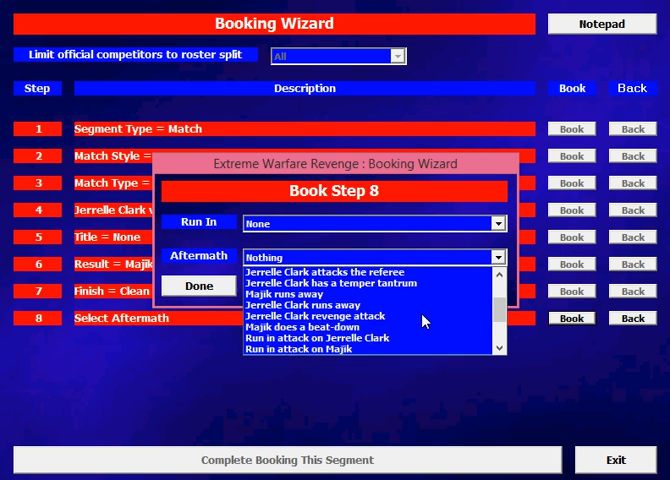 Booking Wizard
Notepad
Limit official competitors to roster split
All
Step
Description
Book
Back
1
Segment Type = Match
Book
Back
2
Match Style =
Book
Back
3
Match Type =
Book
Back
4
Jerrelle Clark v
Book
Back
5
Title = None
Book
Back
6
Result = Majik
Book
Back
7
Finish = Clean
Book
Back
8
Select Aftermath
Book
Back
Extreme Warfare Revenge : Booking Wizard
Book Step 8
Run In
None
Aftermath
Nothing
Done
Jerrelle Clark attacks the referee
Jerrelle Clark has a temper tantrum
Majik runs away
Jerrelle Clark runs away
Jerrelle Clark revenge attack
Majik does a beat-down
Run in attack on Jerrelle Clark
Run in attack on Majik
Complete Booking This Segment
Exit